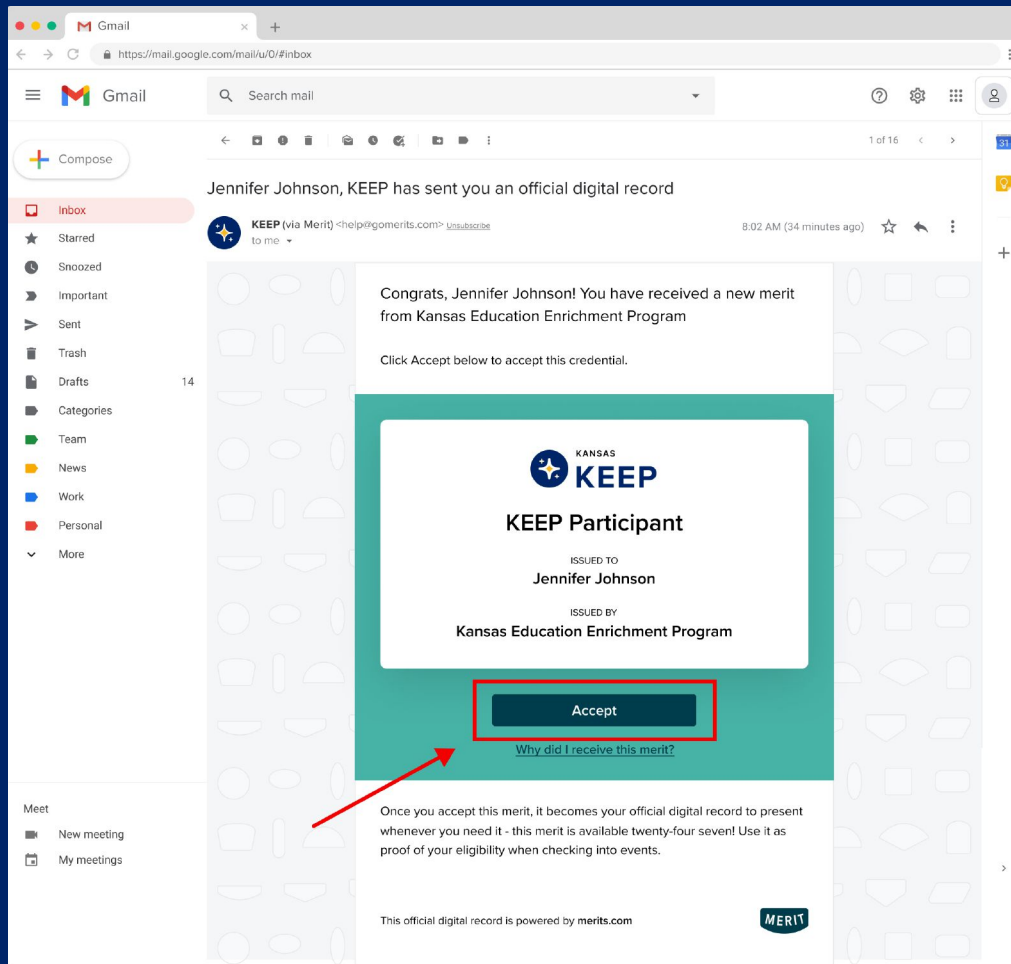 Gmail
https://mail.google.com/mail/u/0/#inbox
Gmail
Search mail
Compose
1 of 16
31
Jennifer Johnson, KEEP has sent you an official digital record
KEEP (via Merit) <help@gomerits.com> Unsubscribe
to me
8:02 AM (34 minutes ago)
Inbox
Starred
Snoozed
Important
Sent
Trash
Drafts 14
Categories
Team
News
Work
Personal
More
Meet
New meeting
My meetings
Congrats, Jennifer Johnson! You have received a new merit
from Kansas Education Enrichment Program
Click Accept below to accept this credential.
KANSAS
KEEP
KEEP Participant
ISSUED TO
Jennifer Johnson
ISSUED BY
Kansas Education Enrichment Program
Accept
Why did I receive this merit?
Once you accept this merit, it becomes your official digital record to present
whenever you need it - this merit is available twenty-four seven! Use it as
proof of your eligibility when checking into events.
This official digital record is powered by merits.com
MERIT